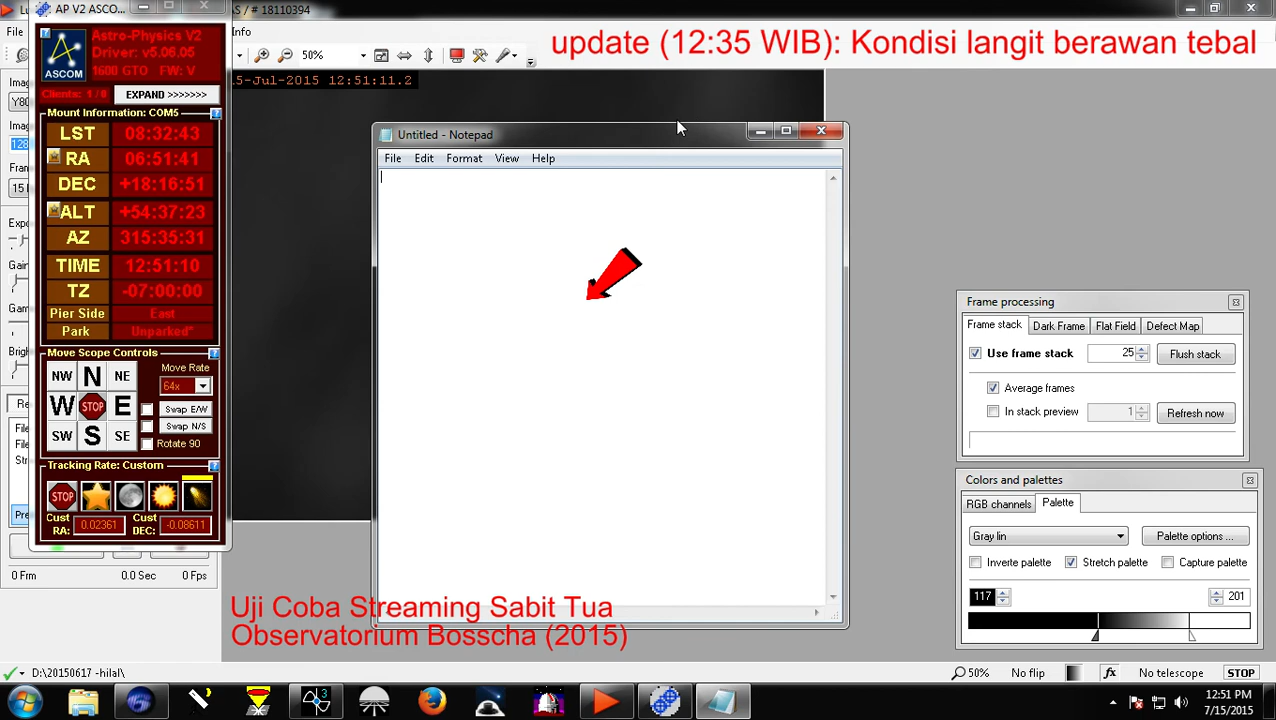 AP V2 ASCO...
AS / # 18110394
File
Info
50%
update (12:35 WIB): Kondisi langit berawan tebal
Astro-Physics V2
Driver: v5.06.05
1600 GTO FW: V
ASCOM
Clients: 1 / 0
EXPAND >>>>>>>
5-Jul-2015 12:51:11.2
Mount Information: COM5
LST 08:32:43
RA 06:51:41
DEC +18:16:51
ALT +54:37:23
AZ 315:35:31
TIME 12:51:10
TZ -07:00:00
Pier Side East
Park Unparked"
Move Scope Controls
NW N NE
W STOP E
SW S SE
Move Rate
64x
Swap E/W
Swap N/S
Rotate 90
Tracking Rate: Custom
STOP
Cust RA: 0.02361
Cust DEC: -0.08611
0 Frm 0.0 Sec 0 Fps
Untitled - Notepad
File Edit Format View Help
Frame processing
Frame stack Dark Frame Flat Field Defect Map
Use frame stack 25 Flush stack
Average frames
In stack preview 1 Refresh now
Colors and palettes
RGB channels Palette
Gray lin Palette options ...
Inverte palette Stretch palette Capture palette
117 201
Uji Coba Streaming Sabit Tua
Observatorium Bosscha (2015)
D:\20150617 -hilal\
50% No flip fx No telescope STOP
12:51 PM
7/15/2015